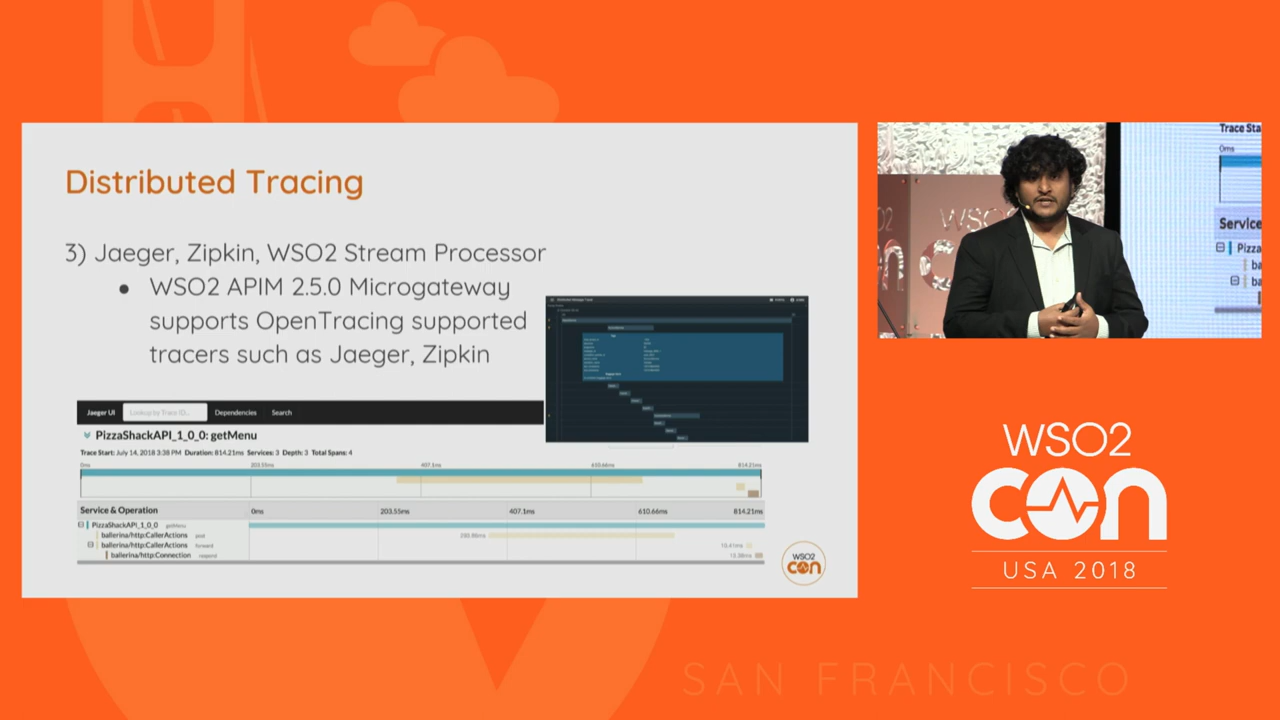 Distributed Tracing
3) Jaeger, Zipkin, WSO2 Stream Processor
● WSO2 APIM 2.5.0 Microgateway
supports OpenTracing supported
tracers such as Jaeger, Zipkin
Jaeger UI Lookup by Trace ID... Dependencies Search
PizzaShackAPI_1_0_0: getMenu
Trace Start: July 14, 2018 3:38 PM Duration: 814.21ms Services: 3 Depth: 3 Total Spans: 4
0ms 203.55ms 407.1ms 610.66ms 814.21ms
Service & Operation 0ms 203.55ms 407.1ms 610.66ms 814.21ms
PizzaShackAPI_1_0_0 getMenu
ballerina/http:CallerActions post
ballerina/http:CallerActions forward 10.41ms
ballerina/http:Connection respond
WSO2
con
Trace Sta
0ms
Service
Pizza
ba
ba
WSO2
con
USA 2018
SAN FRANCISCO